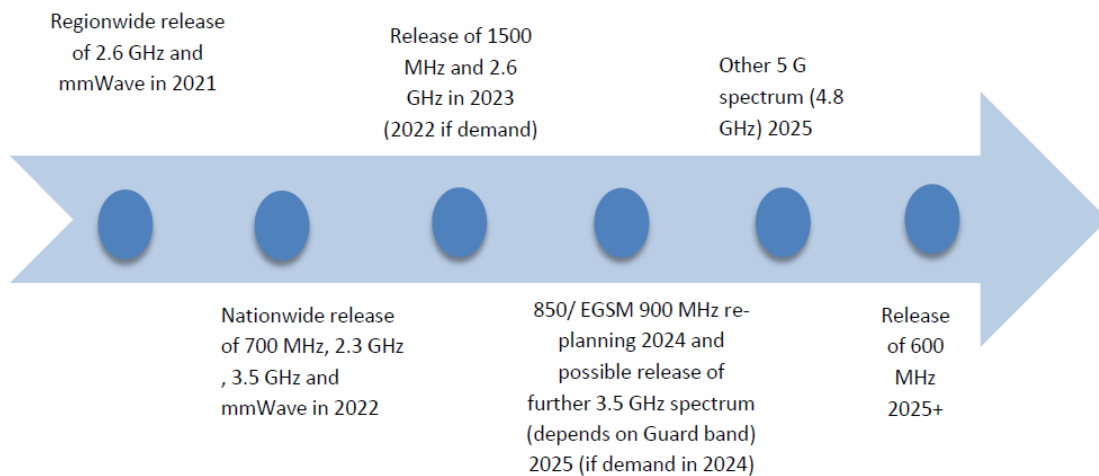 Regionwide release
of 2.6 GHz and
mmWave in 2021
Nationwide release
of 700 MHz, 2.3 GHz
, 3.5 GHz and
mmWave in 2022
Release of 1500
MHz and 2.6
GHz in 2023
(2022 if demand)
850/ EGSM 900 MHz re-
planning 2024 and
possible release of
further 3.5 GHz spectrum
(depends on Guard band)
2025 (if demand in 2024)
Other 5 G
spectrum (4.8
GHz) 2025
Release
of 600
MHz
2025+